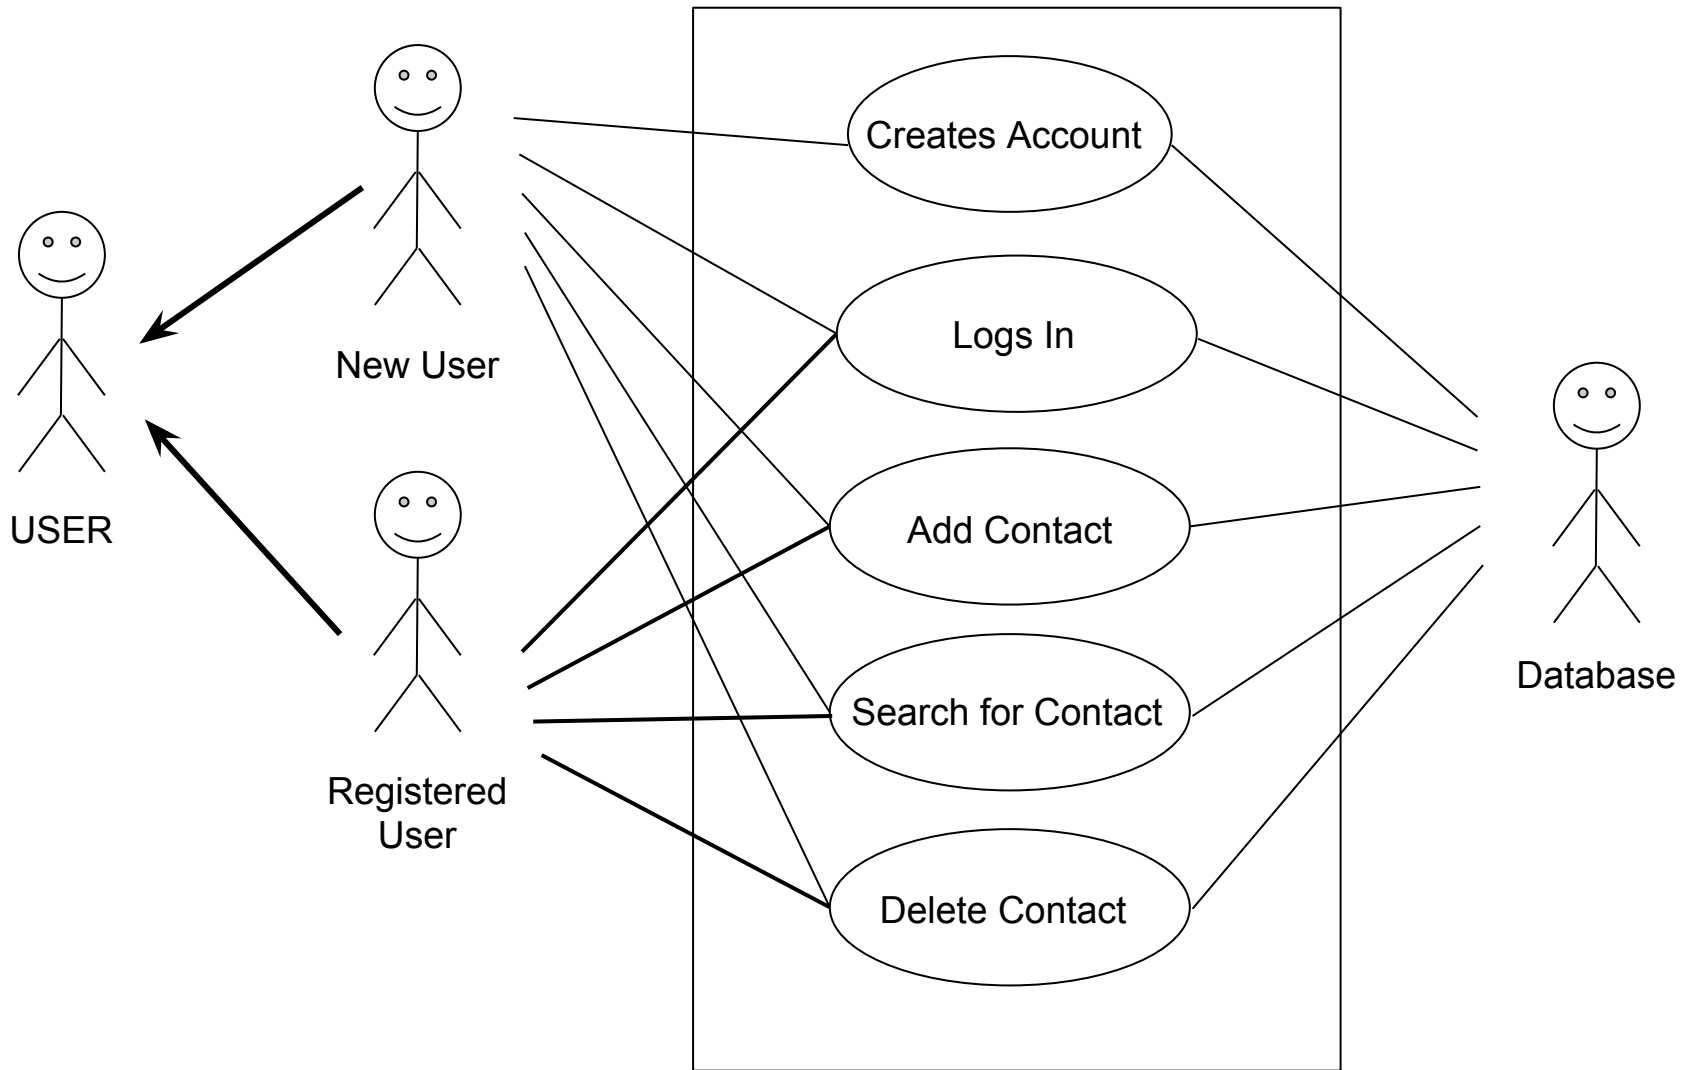 Creates Account
Logs In
New User
USER
Add Contact
Database
Search for Contact
Registered
User
Delete Contact